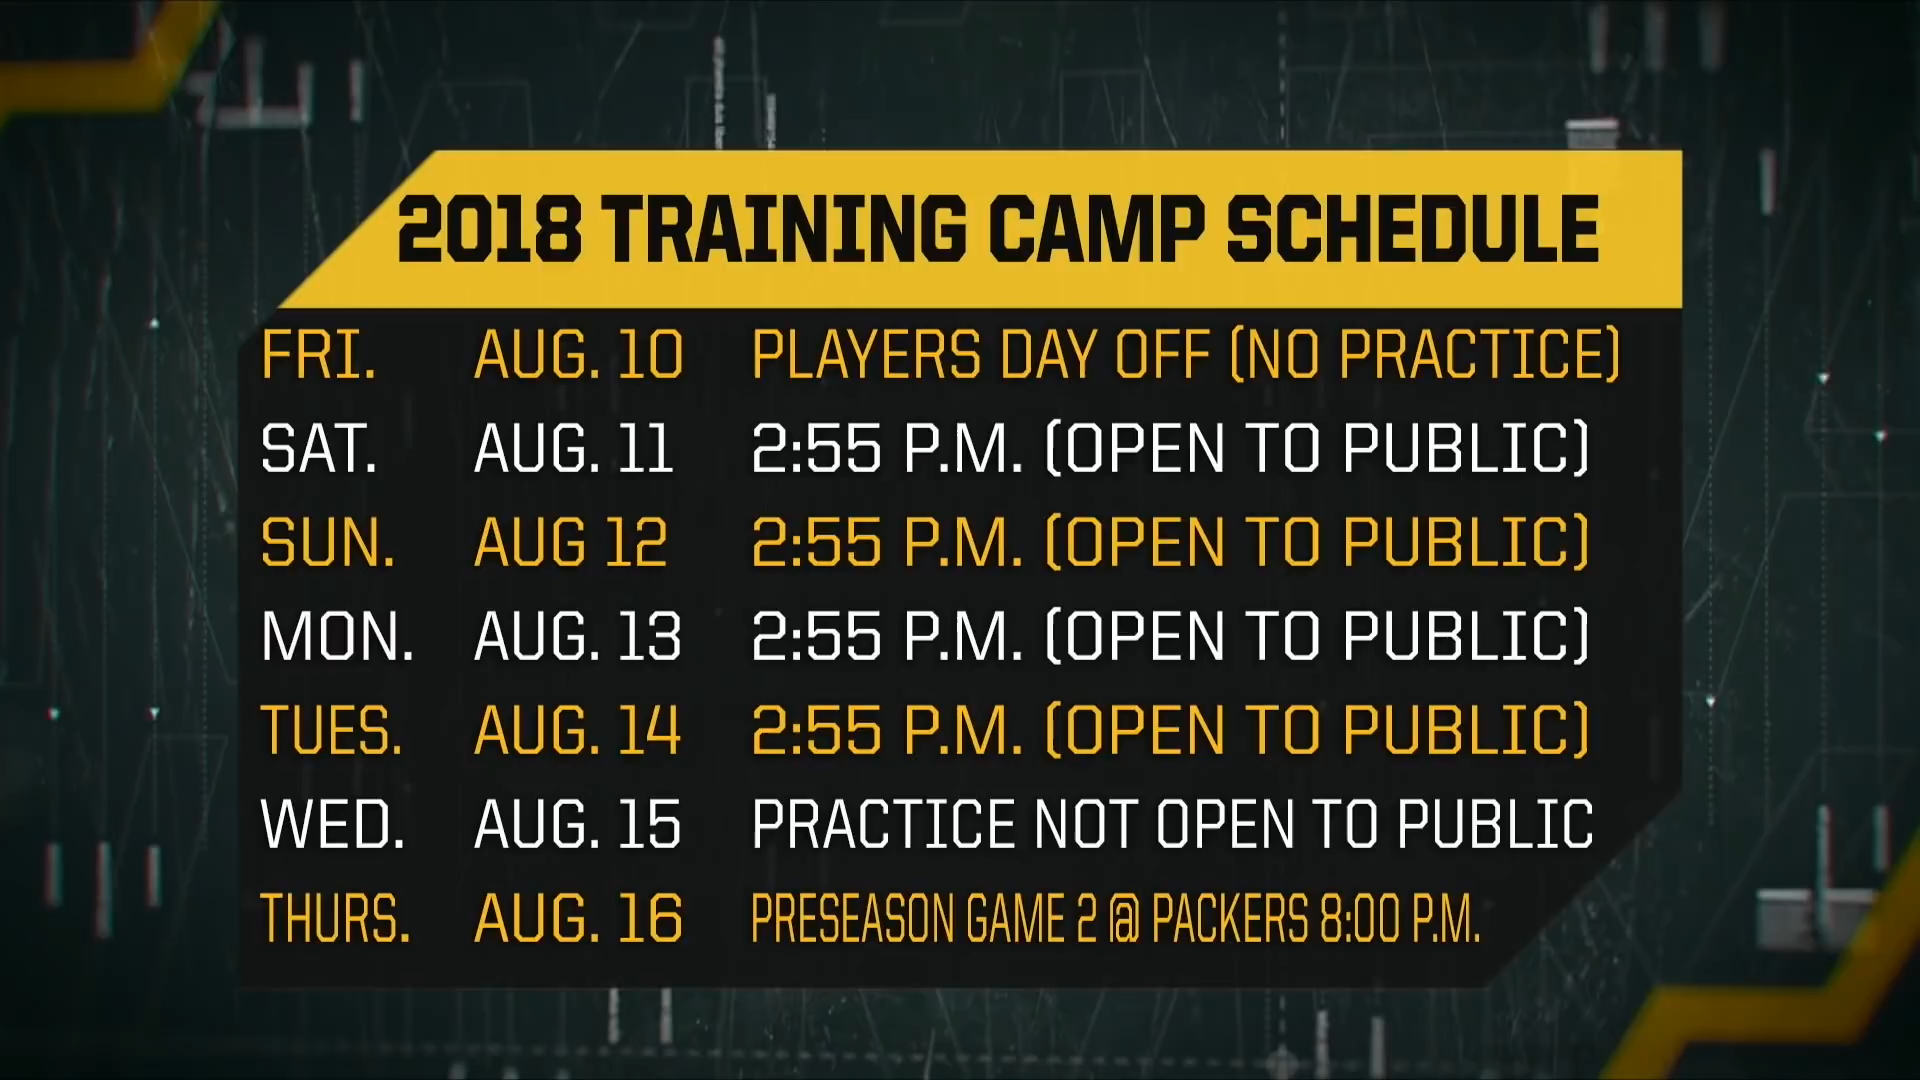 2018 TRAINING CAMP SCHEDULE
FRI. AUG. 10 PLAYERS DAY OFF (NO PRACTICE)
SAT. AUG. 11 2:55 P.M. (OPEN TO PUBLIC)
SUN. AUG 12 2:55 P.M. (OPEN TO PUBLIC)
MON. AUG. 13 2:55 P.M. (OPEN TO PUBLIC)
TUES. AUG. 14 2:55 P.M. (OPEN TO PUBLIC)
WED. AUG. 15 PRACTICE NOT OPEN TO PUBLIC
THURS. AUG. 16 PRESEASON GAME 2 @ PACKERS 8:00 P.M.